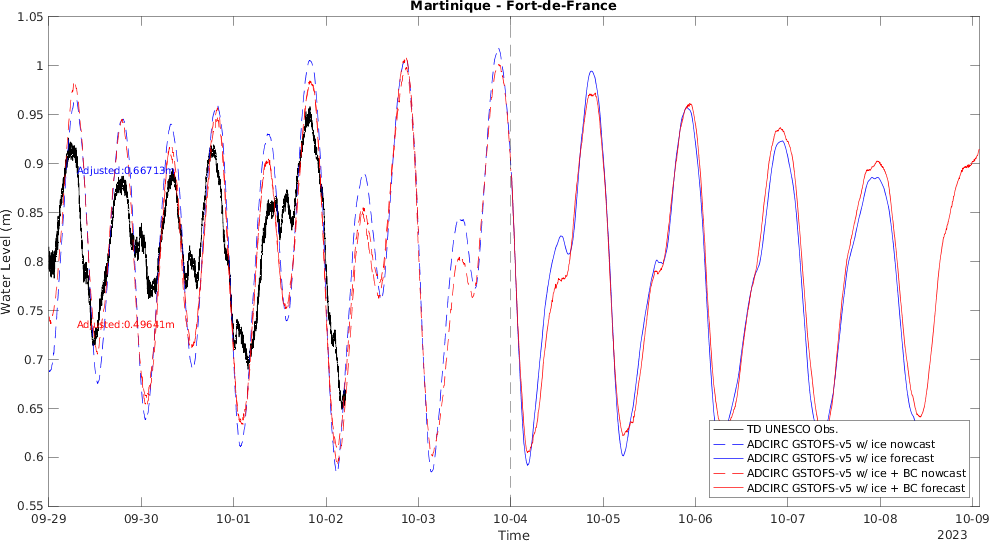 Martinique - Fort-de-France
1.05
1
0.95
0.9
0.85
0.8
0.75
0.7
0.65
0.6
0.55
Water Level (m)
Adjusted:0.66713m
Adjusted:0.49641m
TD UNESCO Obs.
ADCIRC GSTOFS-v5 w/ ice nowcast
ADCIRC GSTOFS-v5 w/ ice forecast
ADCIRC GSTOFS-v5 w/ ice + BC nowcast
ADCIRC GSTOFS-v5 w/ ice + BC forecast
09-29 09-30 10-01 10-02 10-03 10-04 10-05 10-06 10-07 10-08 10-09
Time
2023